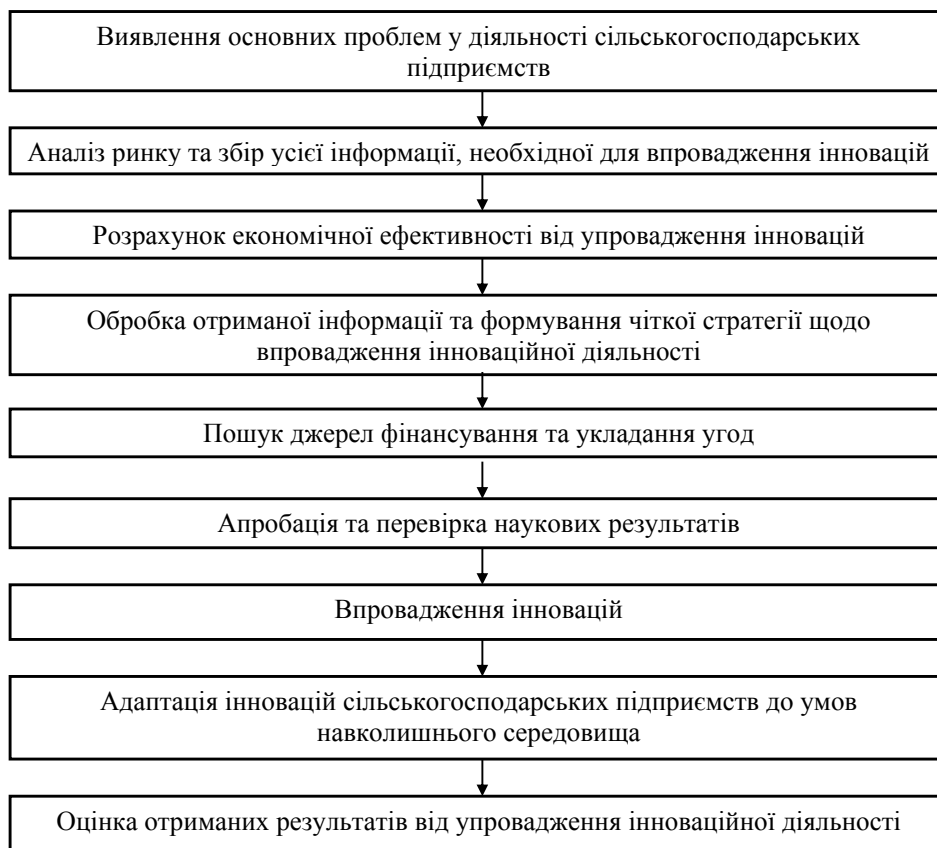 Виявлення основних проблем у діяльності сільськогосподарських
підприємств
Аналіз ринку та збір усієї інформації, необхідної для впровадження інновацій
Розрахунок економічної ефективності від упровадження інновацій
Обробка отриманої інформації та формування чіткої стратегії щодо
впровадження інноваційної діяльності
Пошук джерел фінансування та укладання угод
Апробація та перевірка наукових результатів
Впровадження інновацій
Адаптація інновацій сільськогосподарських підприємств до умов
навколишнього середовища
Оцінка отриманих результатів від упровадження інноваційної діяльності